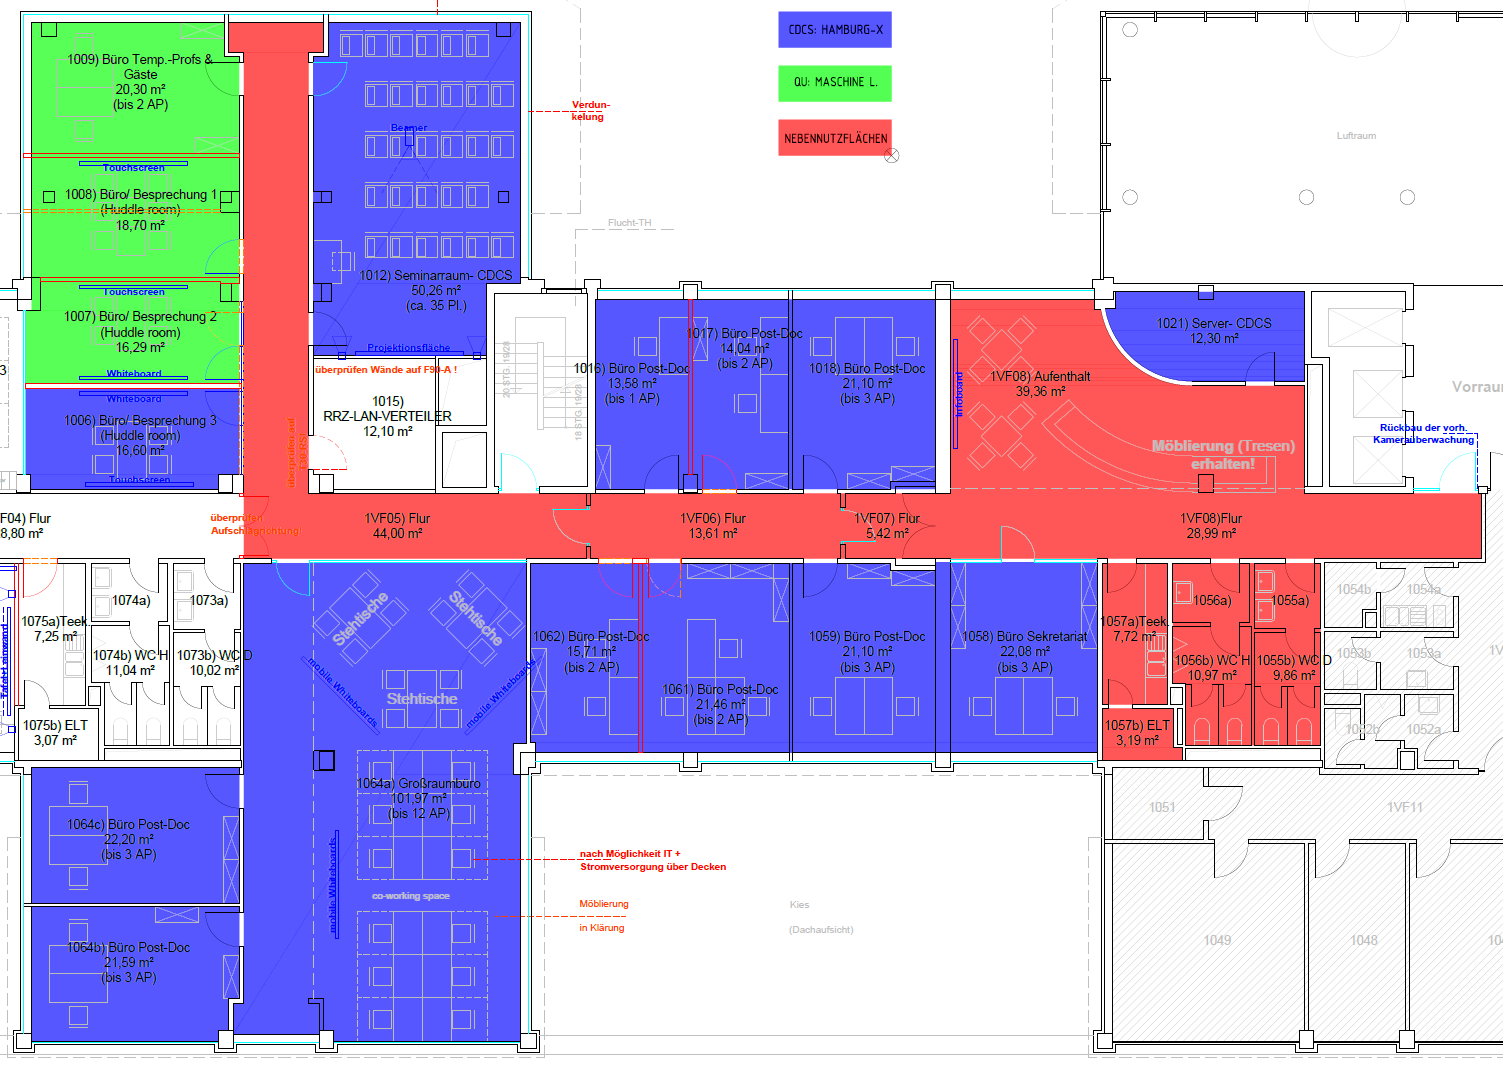 CDCS: HAMBURG-X
QU: MASCHINE L.
NEBENNUTZFLÄCHEN
1009) Büro Temp.-Profs &
Gäste
20,30 m²
(bis 2 AP)
Touchscreen
1008) Büro/ Besprechung 1
(Huddle room)
18,70 m²
Touchscreen
1007) Büro/ Besprechung 2
(Huddle room)
16,29 m²
Whiteboard
Whiteboard
1006) Büro/ Besprechung 3
(Huddle room)
16,60 m²
Touchscreen
3
Beamer
Verdun-
kelung
1012) Seminarraum- CDCS
50,26 m²
(ca. 35 Pl.)
Projektionsfläche
überprüfen Wände auf F90-A !
1015)
RRZ-LAN-VERTEILER
12,10 m²
überprüfen auf
Flucht-TH
20 STG. 19/28
18 STG. 19/28
1016) Büro Post-Doc
13,58 m²
(bis 1 AP)
1017) Büro Post-Doc
14,04 m²
(bis 2 AP)
1018) Büro Post-Doc
21,10 m²
(bis 3 AP)
Infoboard
1VF08) Aufenthalt
39,36 m²
Möblierung (Tresen)
erhalten!
1021) Server- CDCS
12,30 m²
Luftraum
Vorrau
Rückbau der vorh.
Kameraüberwachung
F04) Flur
8,80 m²
überprüfen
Aufschlagrichtung!
1VF05) Flur
44,00 m²
1VF06) Flur
13,61 m²
1VF07) Flur
5,42 m²
1VF08)Flur
28,99 m²
1075a)Teek.
7,25 m²
1074a)
1073a)
1074b) WC H
11,04 m²
1073b) WC D
10,02 m²
1075b) ELT
3,07 m²
Stehtische
Stehtische
Stehtische
mobile Whiteboards
mobile Whiteboards
1062) Büro Post-Doc
15,71 m²
(bis 2 AP)
1061) Büro Post-Doc
21,46 m²
(bis 2 AP)
1059) Büro Post-Doc
21,10 m²
(bis 3 AP)
1058) Büro Sekretariat
22,08 m²
(bis 3 AP)
1057a)Teek.
7,72 m²
1056a)
1055a)
1056b) WC H
10,97 m²
1055b) WC D
9,86 m²
1057b) ELT
3,19 m²
1054b
1054a
1053b
1053a
1052b
1052a
1V
1064a) Großraumbüro
101,97 m²
(bis 12 AP)
mobile Whiteboards
co-working space
1064c) Büro Post-Doc
22,20 m²
(bis 3 AP)
1064b) Büro Post-Doc
21,59 m²
(bis 3 AP)
nach Möglichkeit IT +
Stromversorgung über Decken
Möblierung
in Klärung
Kies
(Dachaufsicht)
1051
1VF11
1049
1048
104